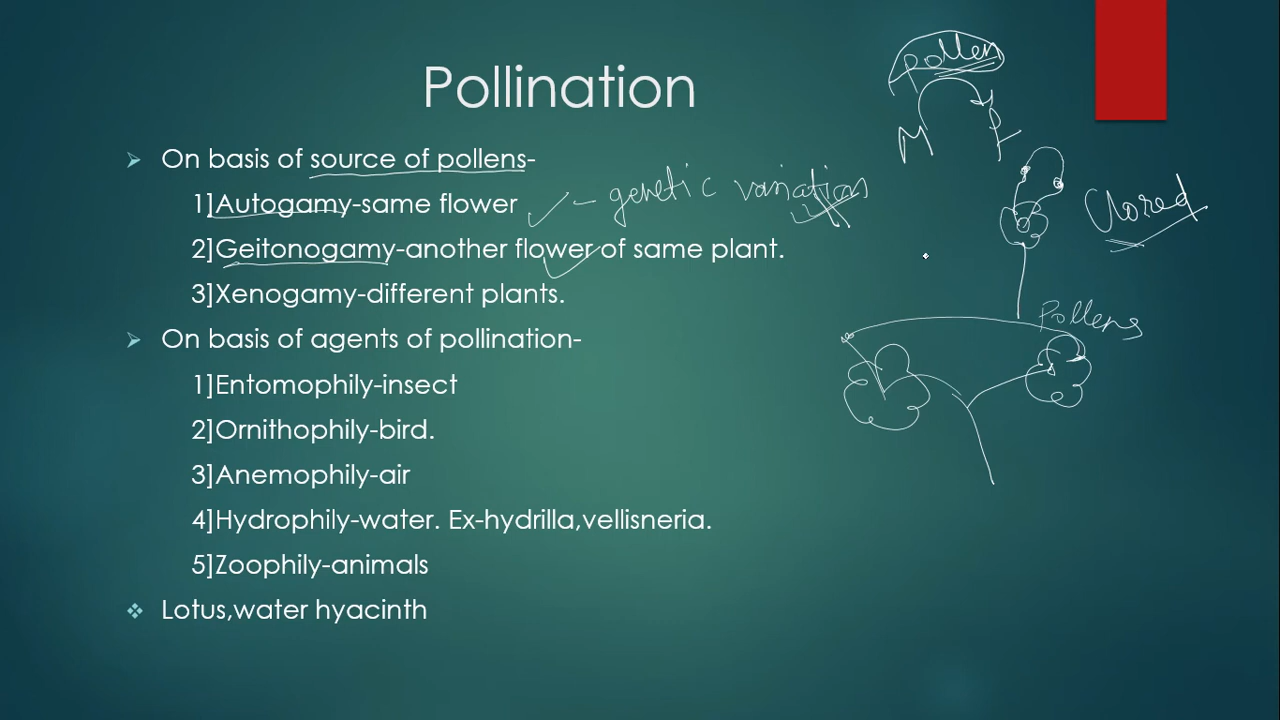 Pollination
On basis of source of pollens-
1]Autogamy-same flower
2]Geitonogamy-another flower of same plant.
3]Xenogamy-different plants.
On basis of agents of pollination-
1]Entomophily-insect
2]Ornithophily-bird.
3]Anemophily-air
4]Hydrophily-water. Ex-hydrilla,vellisneria.
5]Zoophily-animals
Lotus,water hyacinth
pollen
M
- genetic variation
Pollens